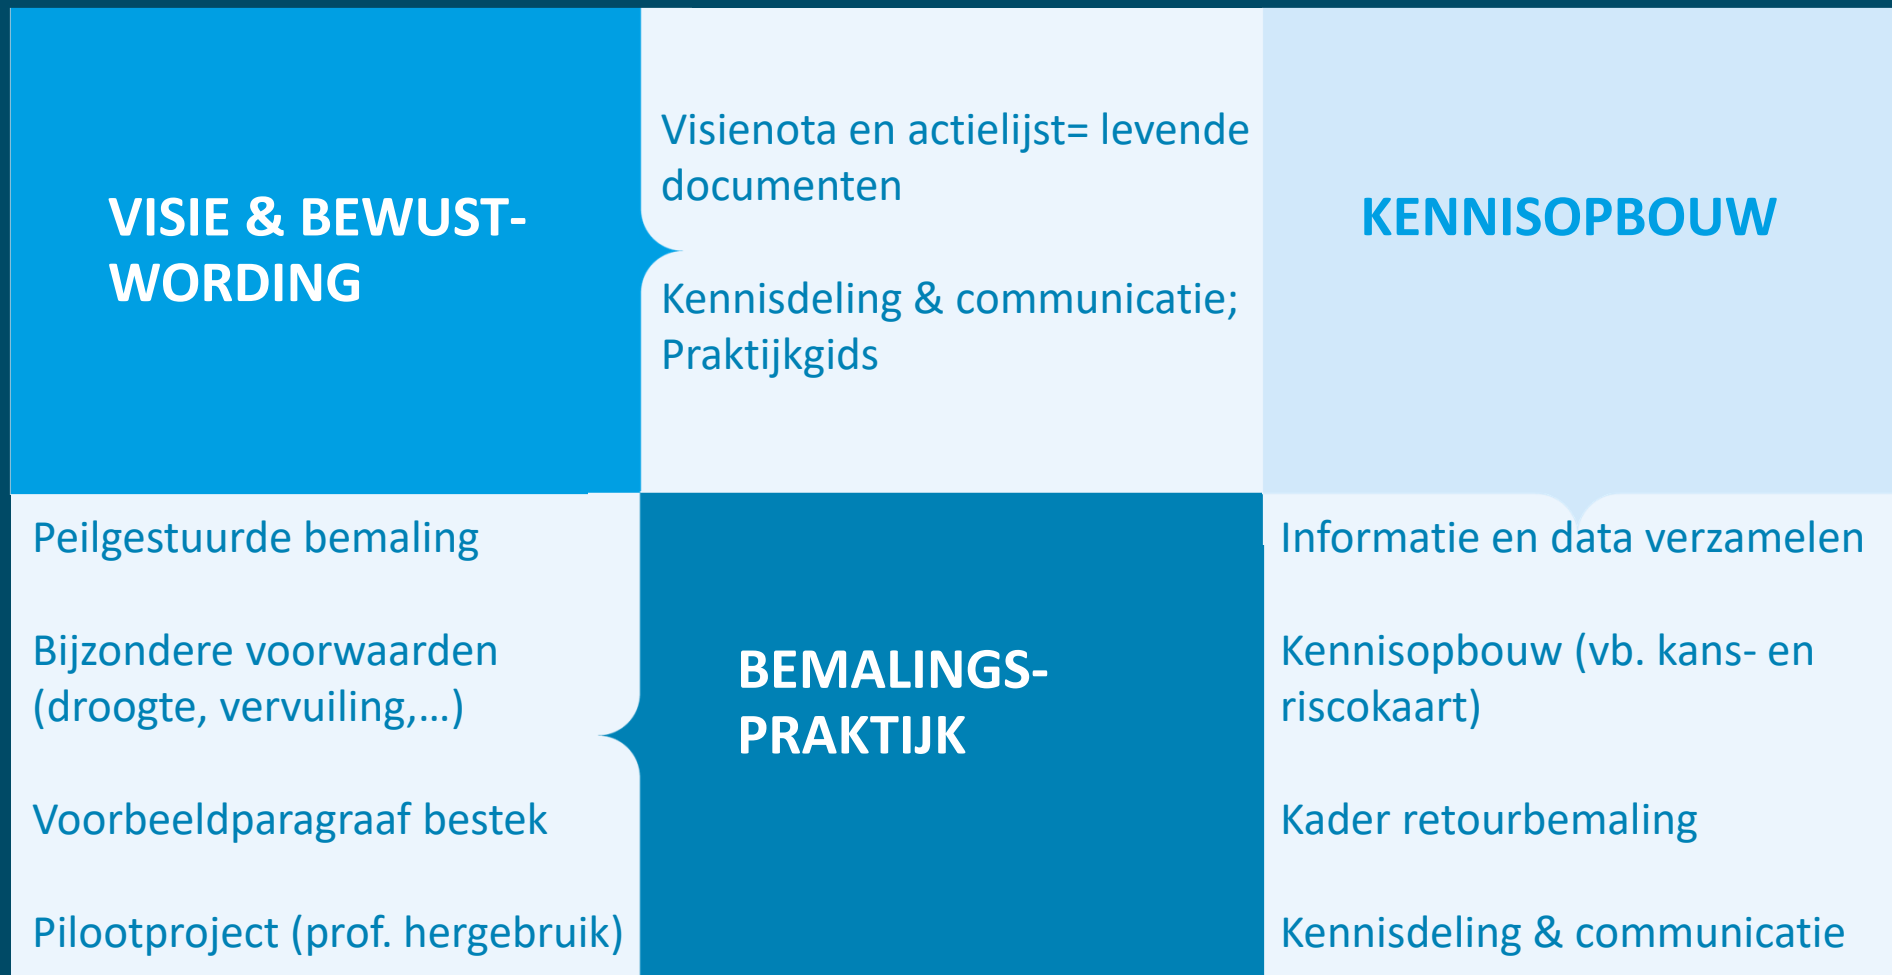 VISIE & BEWUST-
WORDING
Visienota en actielijst= levende
documenten
Kennisdeling & communicatie;
Praktijkgids
KENNISOPBOUW
Peilgestuurde bemaling
Bijzondere voorwaarden
(droogte, vervuiling,...)
Voorbeeldparagraaf bestek
Pilootproject (prof. hergebruik)
BEMALINGS-
PRAKTIJK
Informatie en data verzamelen
Kennisopbouw (vb. kans- en
riscokaart)
Kader retourbemaling
Kennisdeling & communicatie